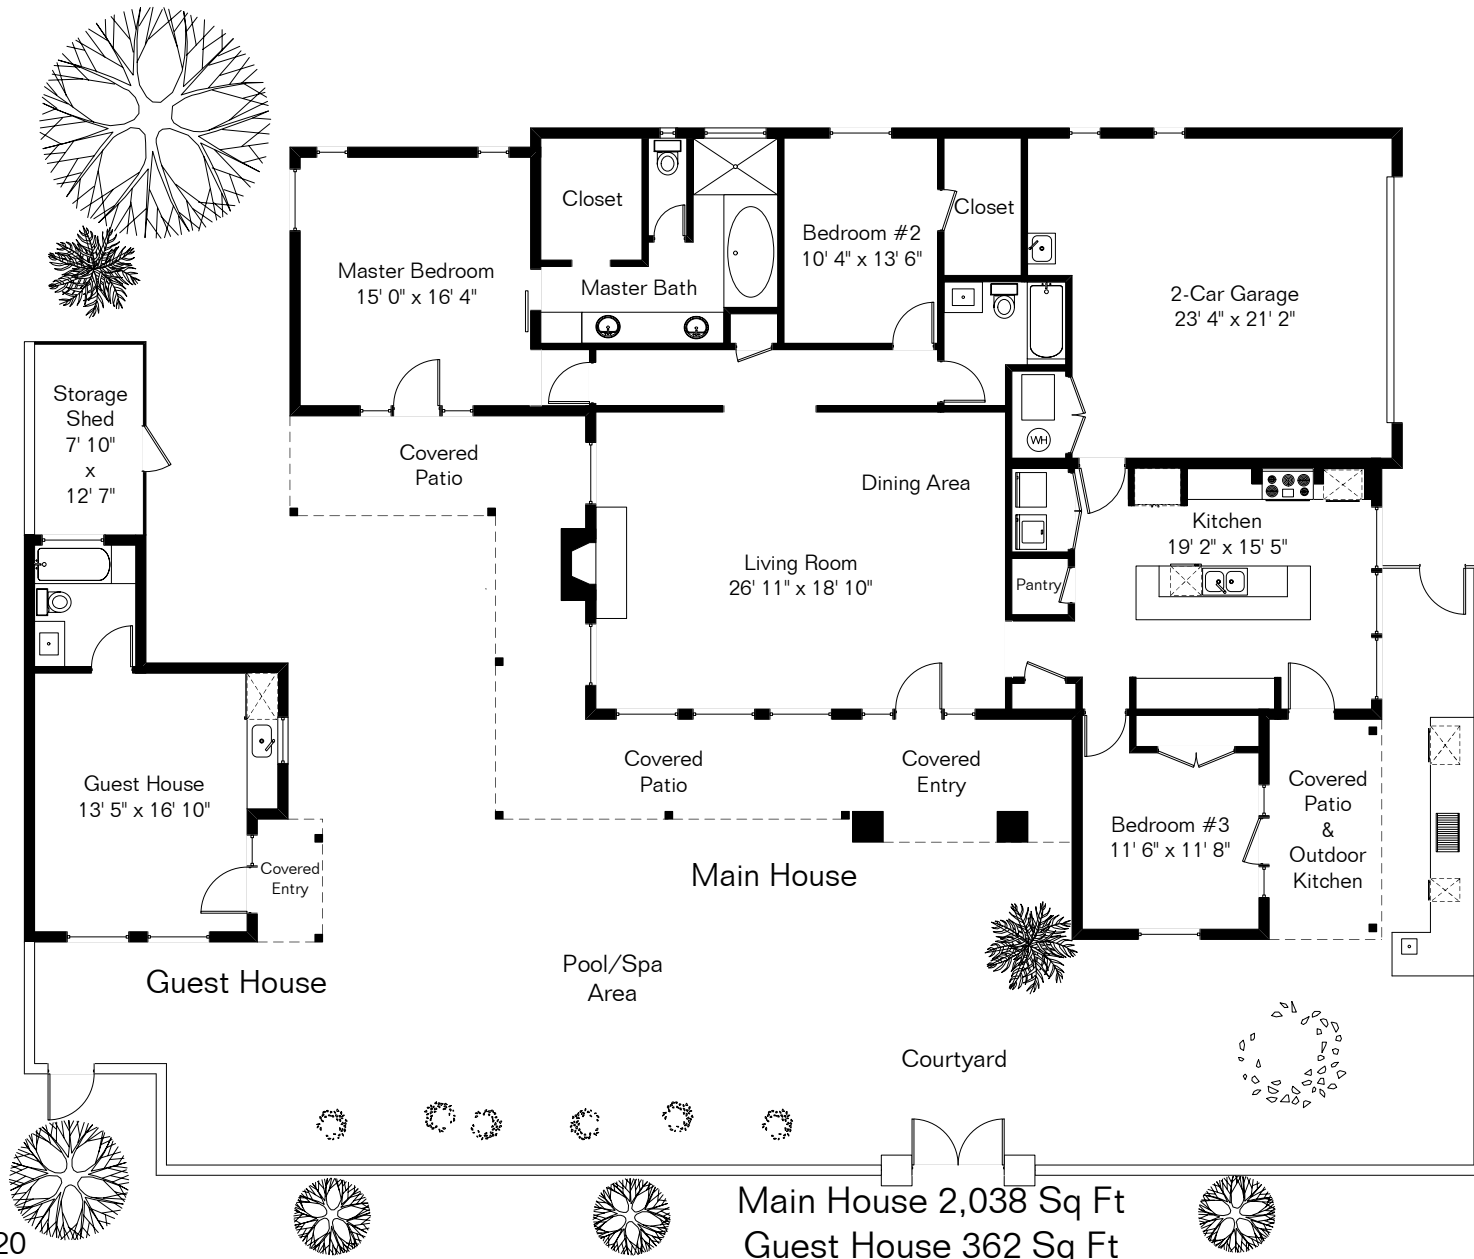 Closet
Closet
Bedroom #2
10' 4" x 13' 6"
Master Bedroom
15' 0" x 16' 4"
Master Bath
2-Car Garage
23' 4" x 21' 2"
Storage
Shed
7' 10"
x
12' 7"
Covered
Patio
WH
Dining Area
Kitchen
19' 2" x 15' 5"
Living Room
26' 11" x 18' 10"
Pantry
Guest House
13' 5" x 16' 10"
Covered
Patio
Covered
Entry
Covered
Patio
&
Outdoor
Kitchen
Bedroom #3
11' 6" x 11' 8"
Covered
Entry
Main House
Guest House
Pool/Spa
Area
Courtyard
Main House 2,038 Sq Ft
Guest House 362 Sq Ft
20